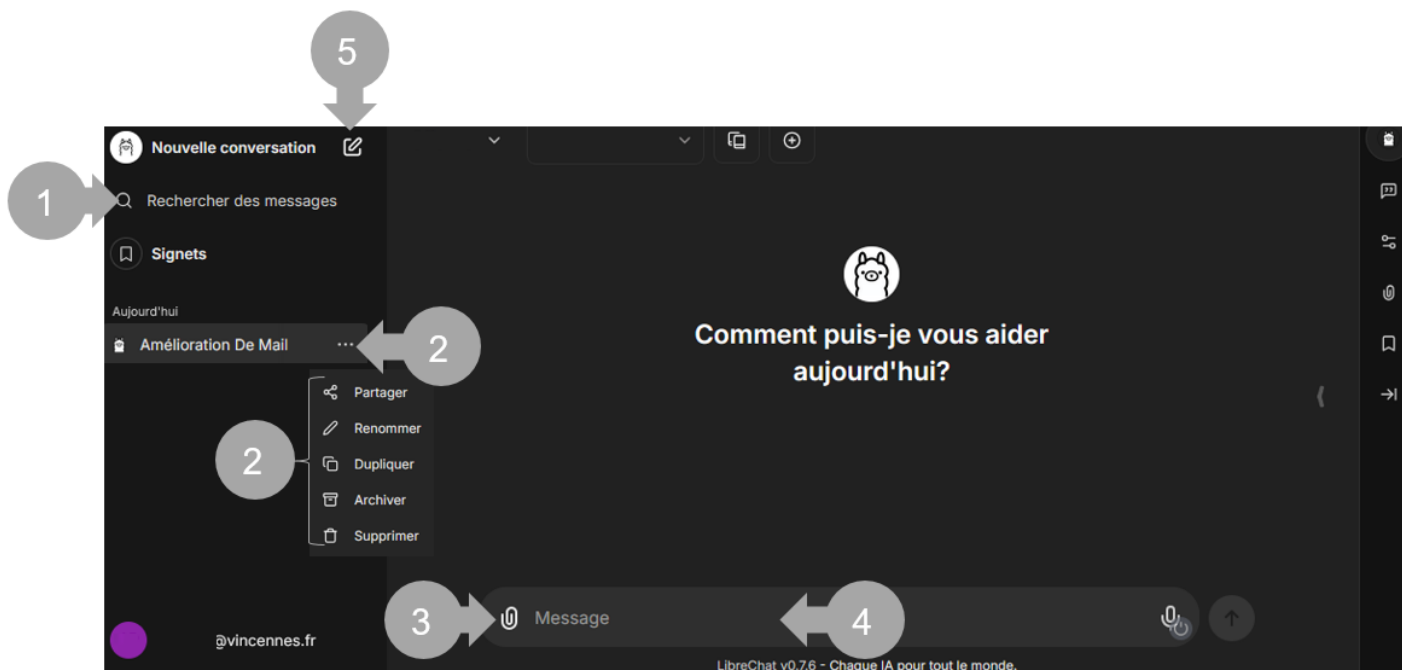 5
Nouvelle conversation
1
Rechercher des messages
Signets
Aujourd'hui
Amélioration De Mail
2
Comment puis-je vous aider
aujourd'hui?
2
Partager
Renommer
Dupliquer
Archiver
Supprimer
3
Message
4
@vincennes.fr
LibreChat v0.7.6 - Chaque IA pour tout le monde.